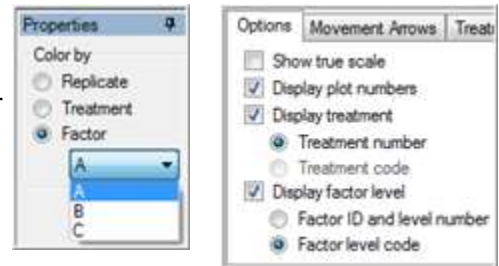 Properties
Color by
Replicate
Treatment
Factor
A
A
B
C
Options Movement Arrows
Show true scale
Display plot numbers
Display treatment
Treatment number
Treatment code
Display factor level
Factor ID and level number
Factor level code